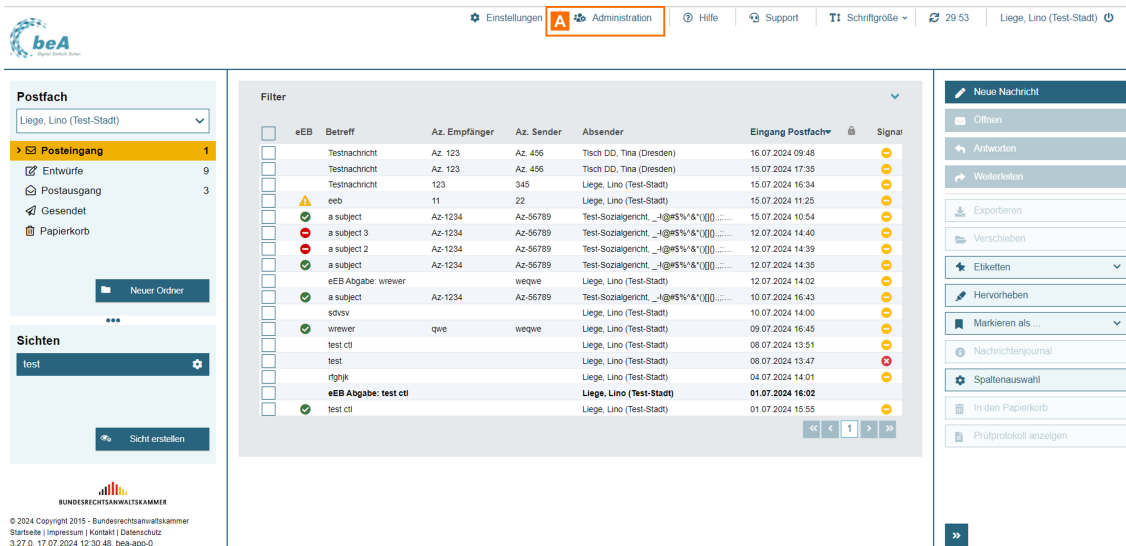 Einstellungen
A Administration
Hilfe
Support
Schriftgröße
29:53
Liege, Lino (Test-Stadt)
beA
Digital. Einfach. Sicher.
Postfach
Liege, Lino (Test-Stadt)
Posteingang 1
Entwürfe 9
Postausgang 3
Gesendet
Papierkorb
Neuer Ordner
Sichten
test
Sicht erstellen
BUNDESRECHTSANWALTSKAMMER
© 2024 Copyright 2015 - Bundesrechtsanwaltskammer
Startseite | Impressum | Kontakt | Datenschutz
3.27.0, 17.07.2024 12:30:48, bea-app-0
Filter
eEB Betreff Az. Empfänger Az. Sender Absender Eingang Postfach Signat
Testnachricht Az. 123 Az. 456 Tisch DD, Tina (Dresden) 16.07.2024 09:48
Testnachricht Az. 123 Az. 456 Tisch DD, Tina (Dresden) 15.07.2024 17:35
Testnachricht 123 345 Liege, Lino (Test-Stadt) 15.07.2024 16:34
eeb 11 22 Liege, Lino (Test-Stadt) 15.07.2024 11:25
a subject Az-1234 Az-56789 Test-Sozialgericht, _-!@#$%^&*()[]{}.,;:... 15.07.2024 10:54
a subject 3 Az-1234 Az-56789 Test-Sozialgericht, _-!@#$%^&*()[]{}.,;:... 12.07.2024 14:40
a subject 2 Az-1234 Az-56789 Test-Sozialgericht, _-!@#$%^&*()[]{}.,;:... 12.07.2024 14:39
a subject Az-1234 Az-56789 Test-Sozialgericht, _-!@#$%^&*()[]{}.,;:... 12.07.2024 14:35
eEB Abgabe: wrewer weqwe Liege, Lino (Test-Stadt) 12.07.2024 14:02
a subject Az-1234 Az-56789 Test-Sozialgericht, _-!@#$%^&*()[]{}.,;:... 10.07.2024 16:43
sdvsv Liege, Lino (Test-Stadt) 10.07.2024 14:00
wrewer qwe weqwe Liege, Lino (Test-Stadt) 09.07.2024 16:45
test ctl Liege, Lino (Test-Stadt) 08.07.2024 13:51
test Liege, Lino (Test-Stadt) 08.07.2024 13:47
rfghjk Liege, Lino (Test-Stadt) 04.07.2024 14:01
eEB Abgabe: test ctl Liege, Lino (Test-Stadt) 01.07.2024 16:02
test ctl Liege, Lino (Test-Stadt) 01.07.2024 15:55
« ‹ 1 › »
Neue Nachricht
Öffnen
Antworten
Weiterleiten
Exportieren
Verschieben
Etiketten
Hervorheben
Markieren als ...
Nachrichtenjournal
Spaltenauswahl
In den Papierkorb
Prüfprotokoll anzeigen
»